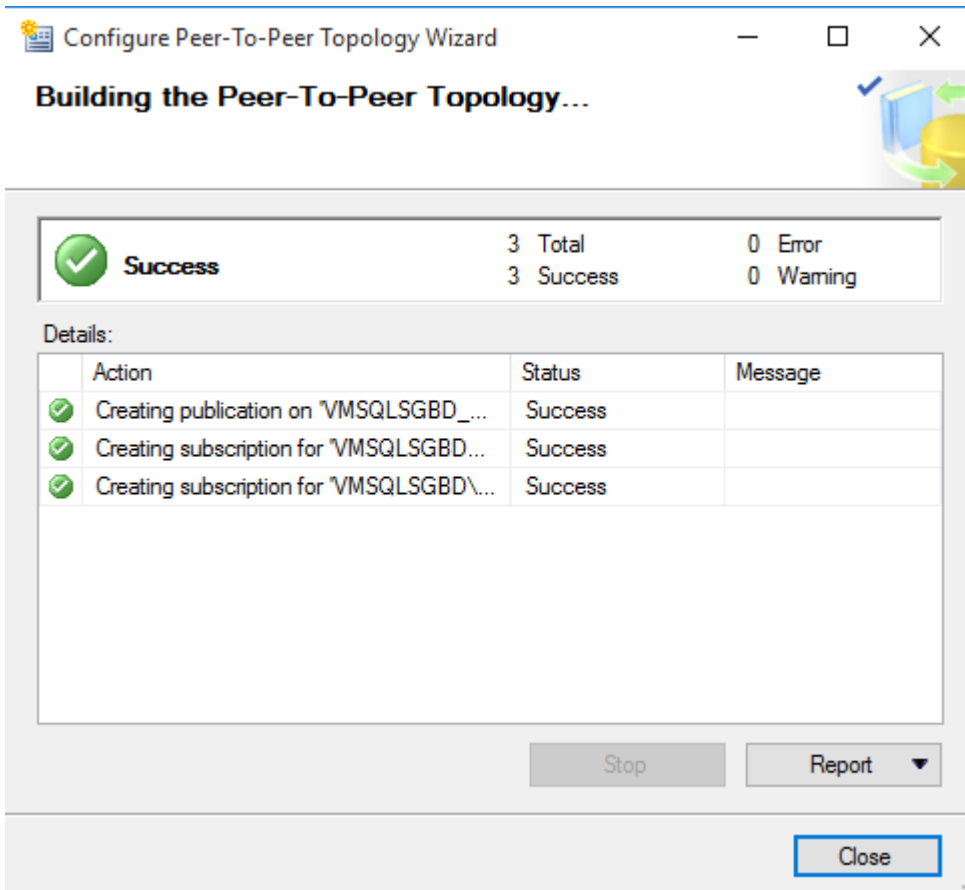 Configure Peer-To-Peer Topology Wizard
Building the Peer-To-Peer Topology...
Success
3 Total
3 Success
0 Error
0 Warning
Details:
Action Status Message
Creating publication on 'VMSQLSGBD_... Success
Creating subscription for 'VMSQLSGBD... Success
Creating subscription for 'VMSQLSGBD\... Success
Stop
Report
Close